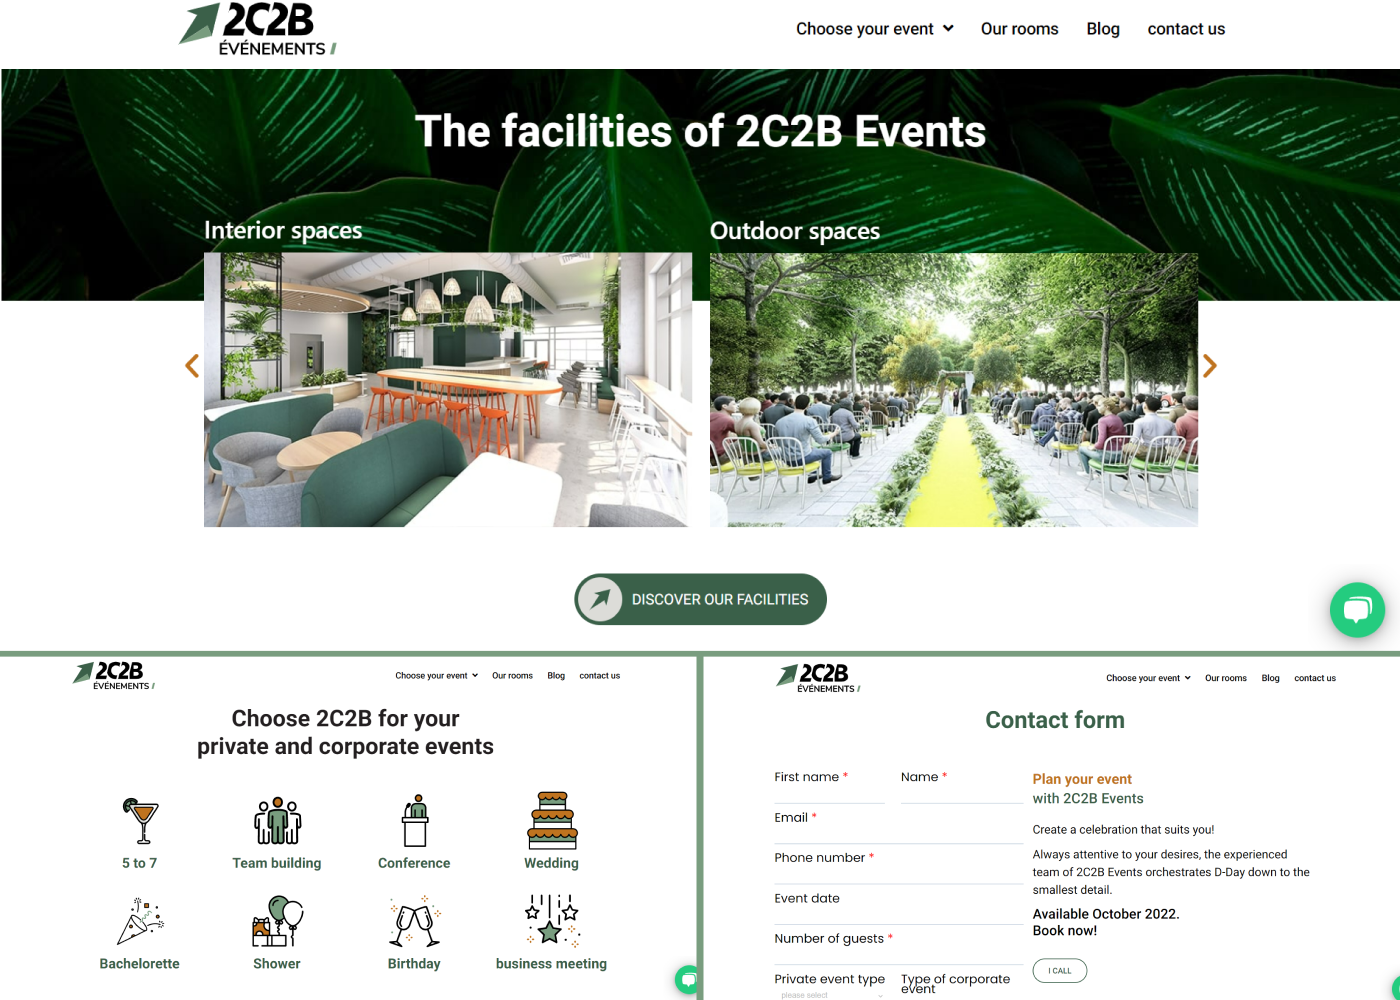 2C2B
ÉVÉNEMENTS
Choose your event
Our rooms
Blog
contact us
The facilities of 2C2B Events
Interior spaces
Outdoor spaces
DISCOVER OUR FACILITIES
2C2B
ÉVÉNEMENTS
Choose your event
Our rooms
Blog
contact us
Choose 2C2B for your
private and corporate events
5 to 7
Team building
Conference
Wedding
Bachelorette
Shower
Birthday
business meeting
2C2B
ÉVÉNEMENTS
Choose your event
Our rooms
Blog
contact us
Contact form
First name *
Name *
Email *
Phone number *
Event date
Number of guests *
Private event type
please select
Type of corporate
event
Plan your event
with 2C2B Events
Create a celebration that suits you!
Always attentive to your desires, the experienced
team of 2C2B Events orchestrates D-Day down to the
smallest detail.
Available October 2022.
Book now!
I CALL